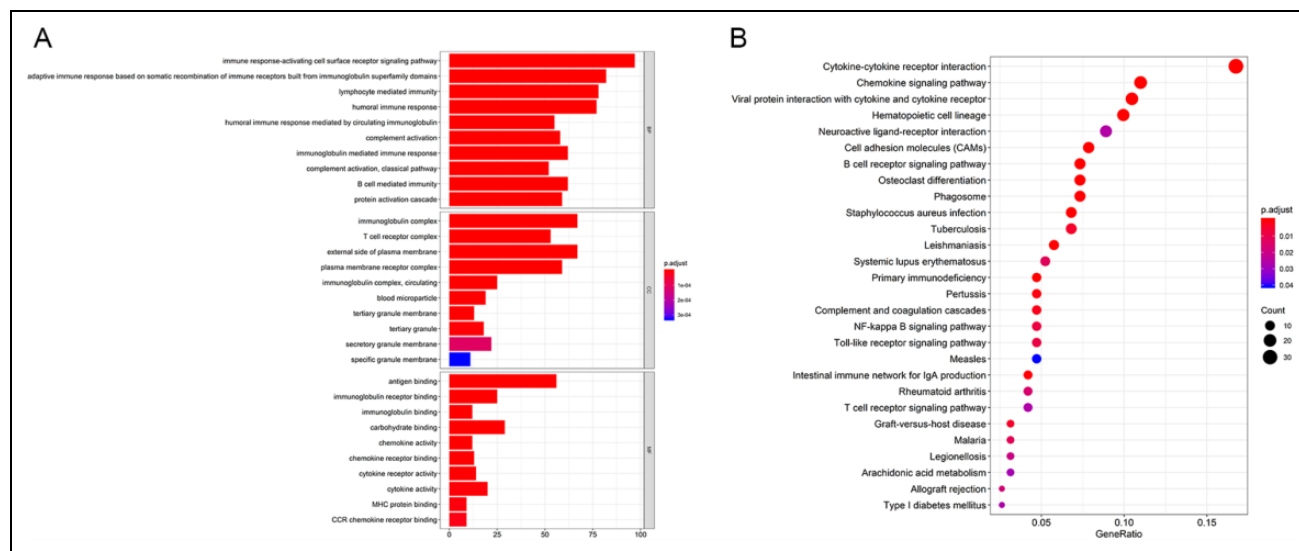 A
immune response-activating cell surface receptor signaling pathway
adaptive immune response based on somatic recombination of immune receptors built from immunoglobulin superfamily domains
lymphocyte mediated immunity
humoral immune response
humoral immune response mediated by circulating immunoglobulin
complement activation
immunoglobulin mediated immune response
complement activation, classical pathway
B cell mediated immunity
protein activation cascade
BP
immunoglobulin complex
T cell receptor complex
external side of plasma membrane
plasma membrane receptor complex
immunoglobulin complex, circulating
blood microparticle
tertiary granule membrane
tertiary granule
secretory granule membrane
specific granule membrane
CC
antigen binding
immunoglobulin receptor binding
immunoglobulin binding
carbohydrate binding
chemokine activity
chemokine receptor binding
cytokine receptor activity
cytokine activity
MHC protein binding
CCR chemokine receptor binding
MF
0 25 50 75 100
p.adjust
1e-04
2e-04
3e-04
B
Cytokine-cytokine receptor interaction
Chemokine signaling pathway
Viral protein interaction with cytokine and cytokine receptor
Hematopoietic cell lineage
Neuroactive ligand-receptor interaction
Cell adhesion molecules (CAMs)
B cell receptor signaling pathway
Osteoclast differentiation
Phagosome
Staphylococcus aureus infection
Tuberculosis
Leishmaniasis
Systemic lupus erythematosus
Primary immunodeficiency
Pertussis
Complement and coagulation cascades
NF-kappa B signaling pathway
Toll-like receptor signaling pathway
Measles
Intestinal immune network for IgA production
Rheumatoid arthritis
T cell receptor signaling pathway
Graft-versus-host disease
Malaria
Legionellosis
Arachidonic acid metabolism
Allograft rejection
Type I diabetes mellitus
0.05 0.10 0.15
GeneRatio
p.adjust
0.01
0.02
0.03
0.04
Count
10
20
30